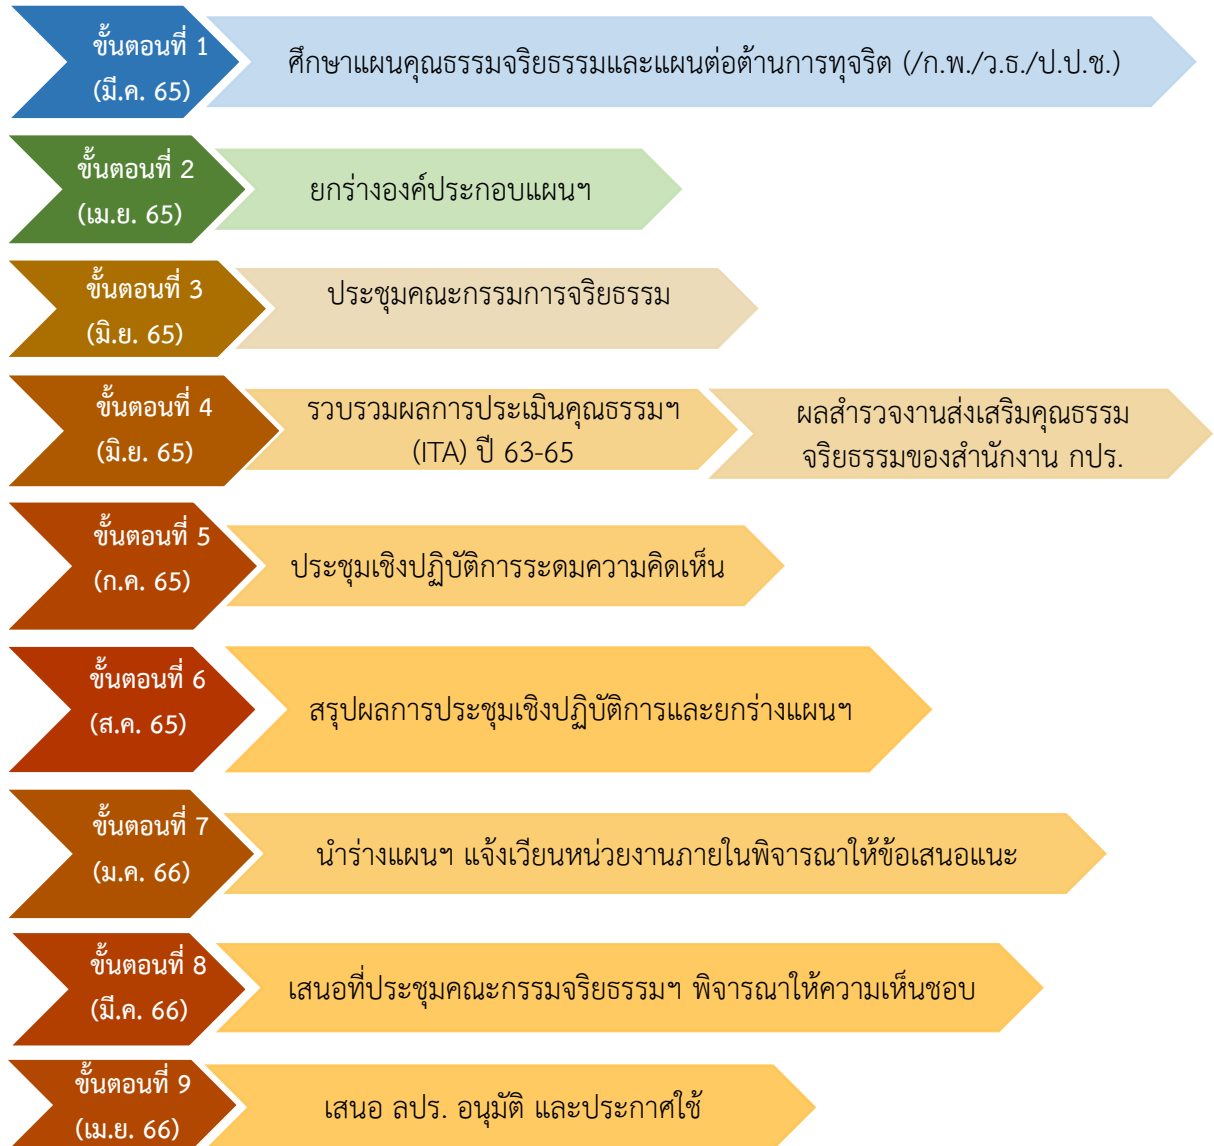 ขั้นตอนที่ 1
(มี.ค. 65)
ศึกษาแผนคุณธรรมจริยธรรมและแผนต่อต้านการทุจริต (/ก.พ./ว.ธ./ป.ป.ช.)
ขั้นตอนที่ 2
(เม.ย. 65)
ยกร่างองค์ประกอบแผนฯ
ขั้นตอนที่ 3
(มิ.ย. 65)
ประชุมคณะกรรมการจริยธรรม
ขั้นตอนที่ 4
(มิ.ย. 65)
รวบรวมผลการประเมินคุณธรรมฯ
(ITA) ปี 63-65
ผลสำรวจงานส่งเสริมคุณธรรม
จริยธรรมของสำนักงาน กปร.
ขั้นตอนที่ 5
(ก.ค. 65)
ประชุมเชิงปฏิบัติการระดมความคิดเห็น
ขั้นตอนที่ 6
(ส.ค. 65)
สรุปผลการประชุมเชิงปฏิบัติการและยกร่างแผนฯ
ขั้นตอนที่ 7
(ม.ค. 66)
นำร่างแผนฯ แจ้งเวียนหน่วยงานภายในพิจารณาให้ข้อเสนอแนะ
ขั้นตอนที่ 8
(มี.ค. 66)
เสนอที่ประชุมคณะกรรมจริยธรรมฯ พิจารณาให้ความเห็นชอบ
ขั้นตอนที่ 9
(เม.ย. 66)
เสนอ ลปร. อนุมัติ และประกาศใช้